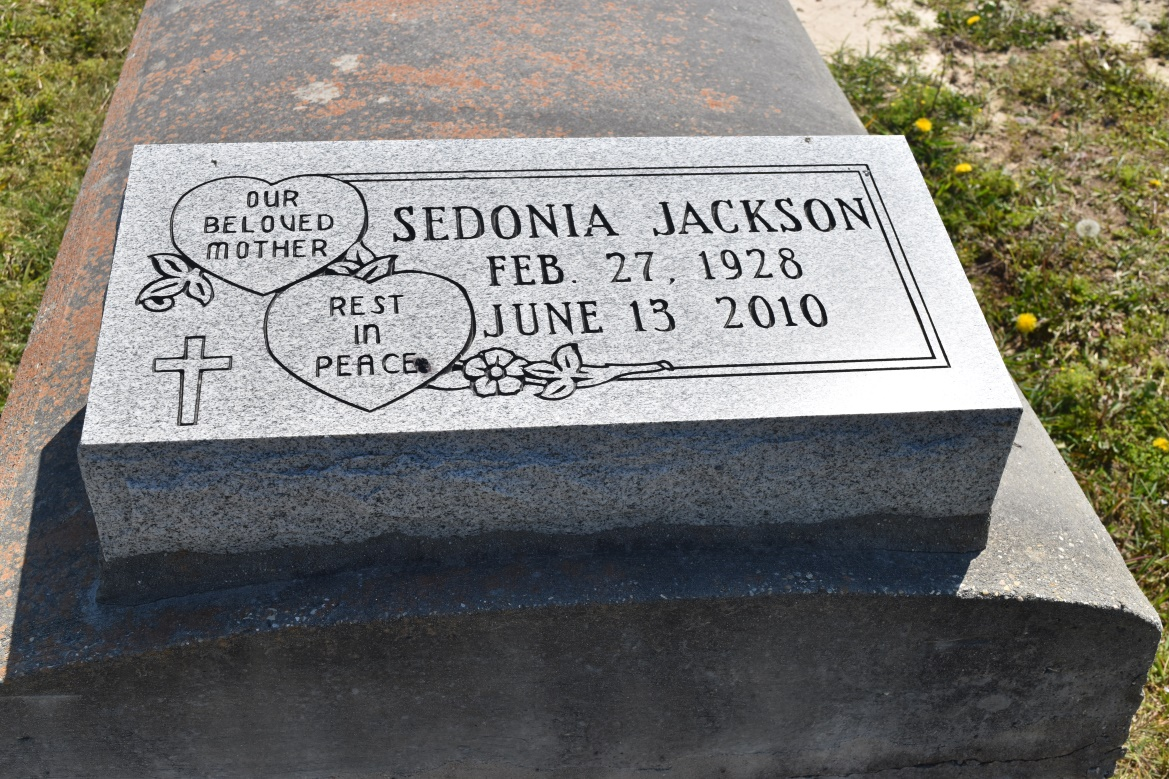 OUR
BELOVED
MOTHER
REST
IN
PEACE
SEDONIA JACKSON
FEB. 27, 1928
JUNE 13 2010